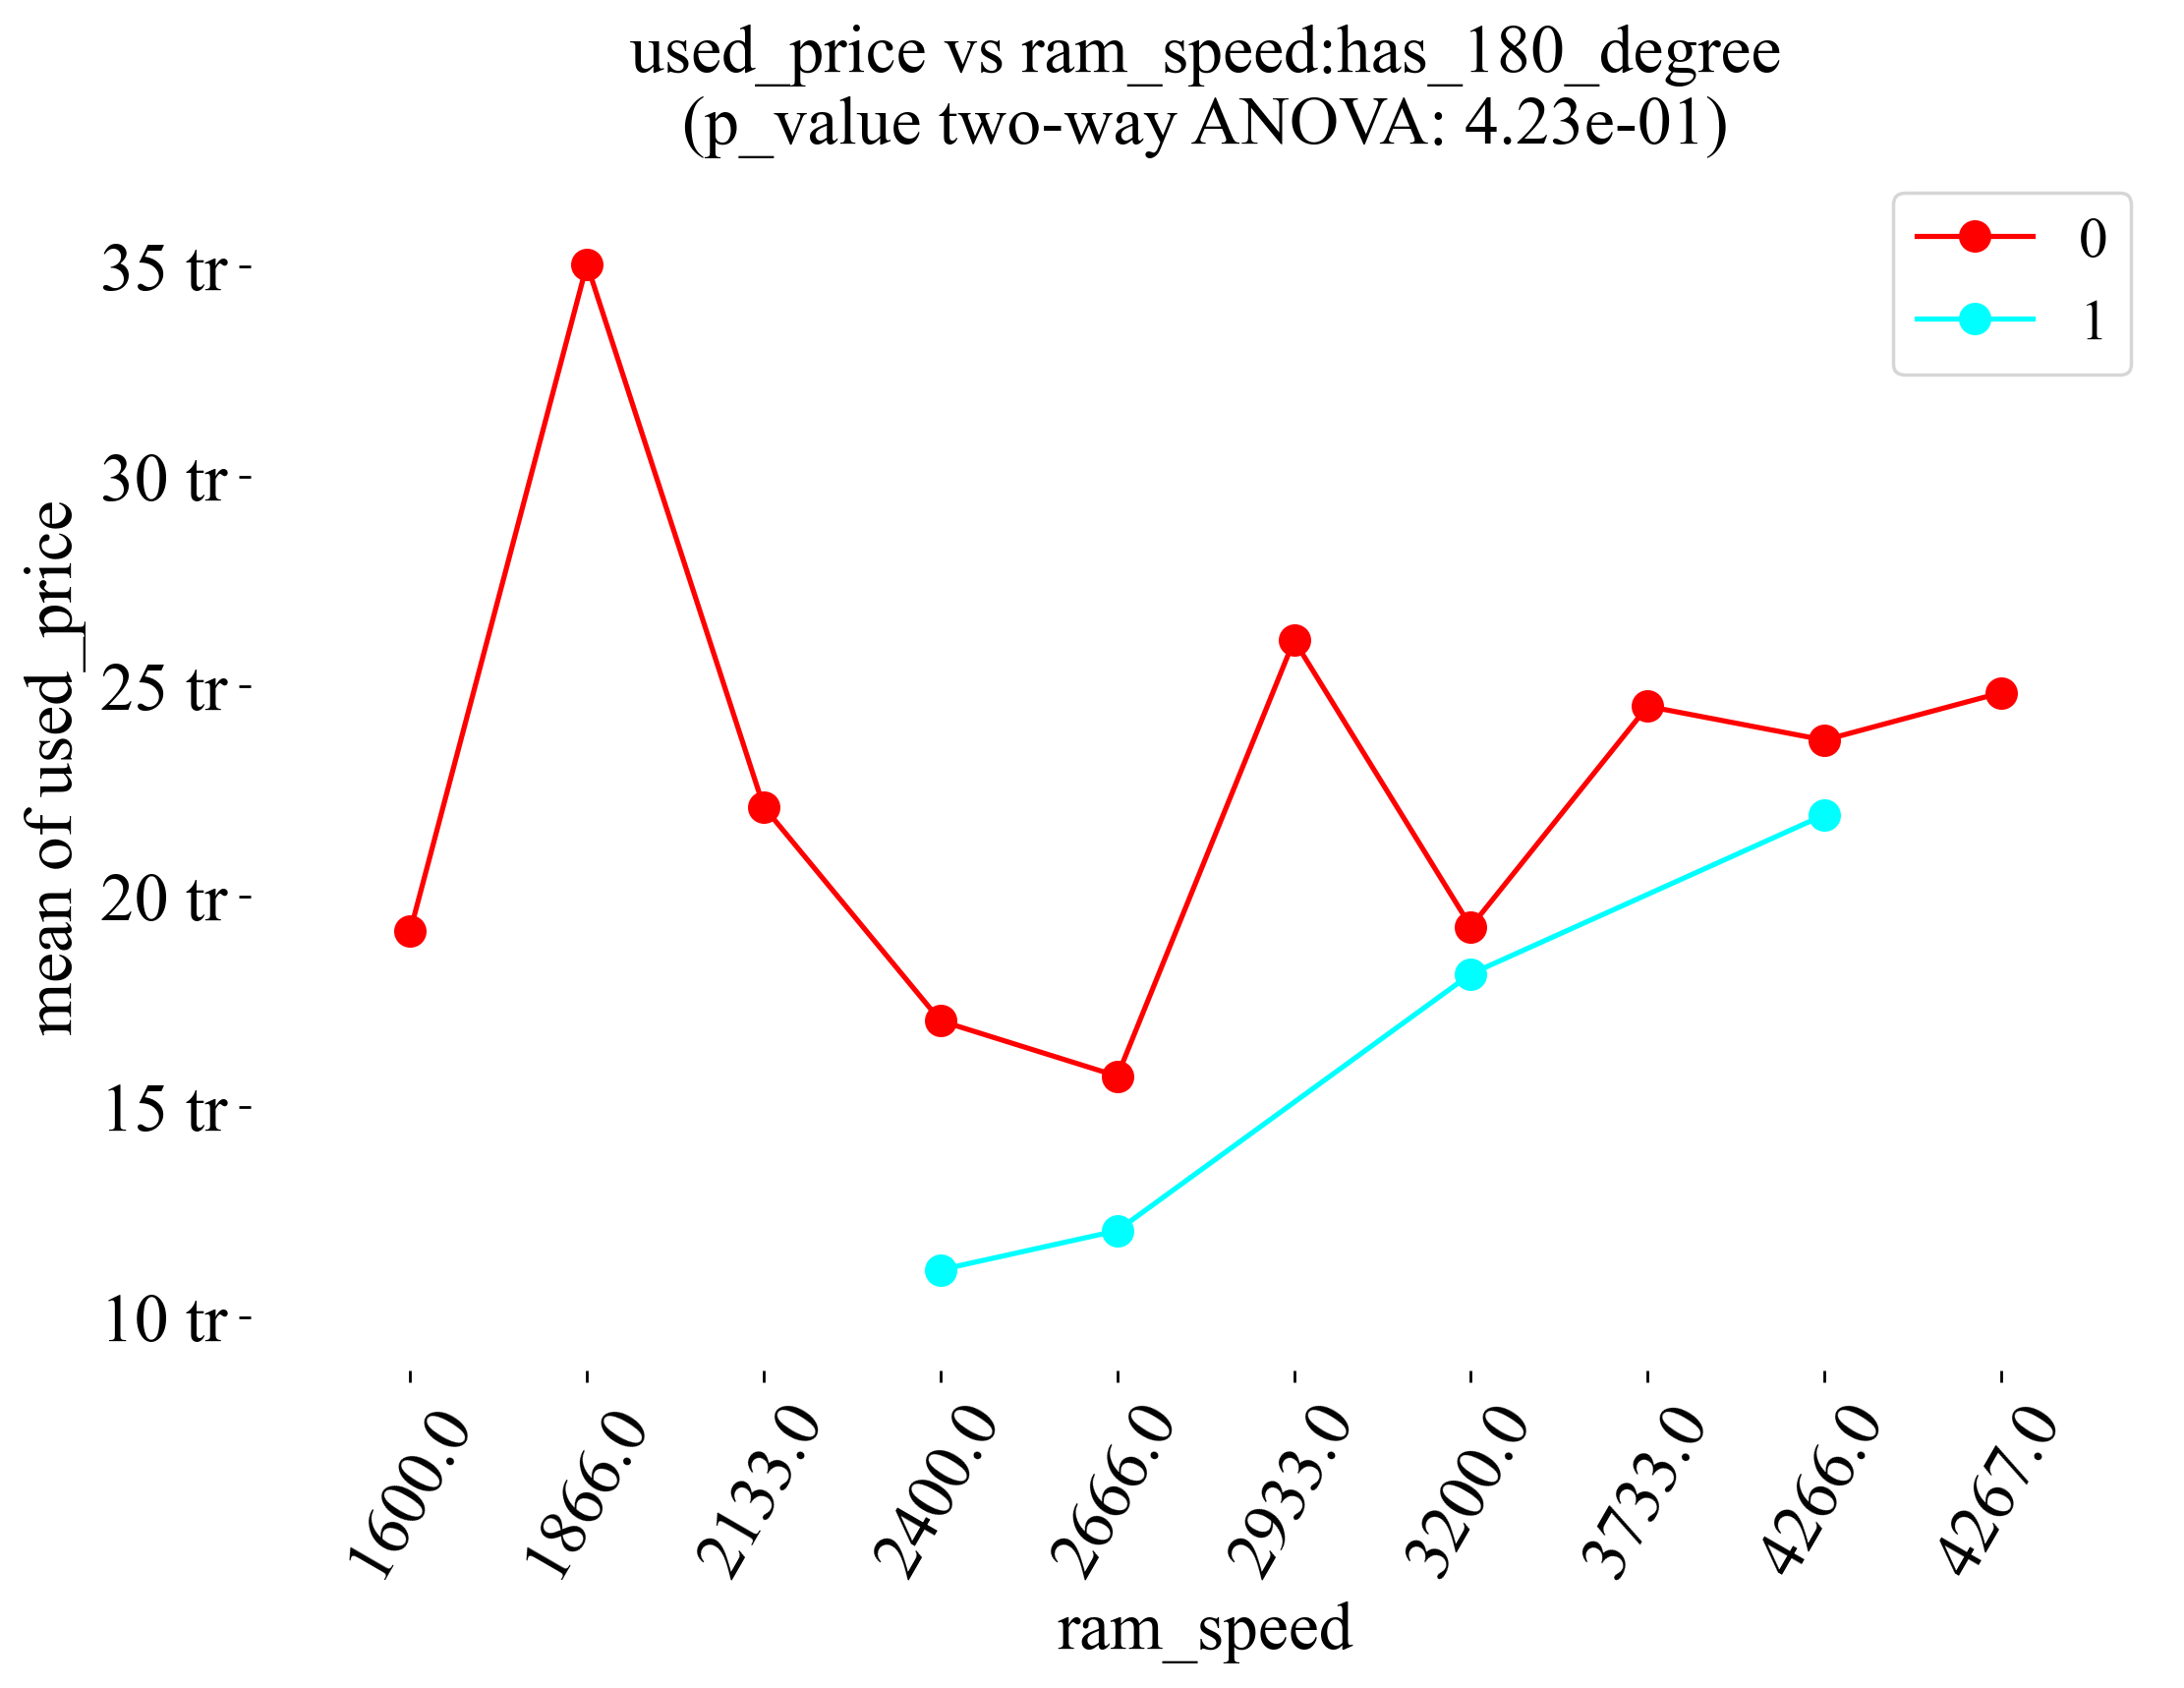 used_price vs ram_speed:has_180_degree
(p_value two-way ANOVA: 4.23e-01)
0
1
35 tr
30 tr
25 tr
20 tr
15 tr
10 tr
mean of used_price
1600.0
1866.0
2133.0
2400.0
2666.0
2933.0
3200.0
3733.0
4266.0
4267.0
ram_speed